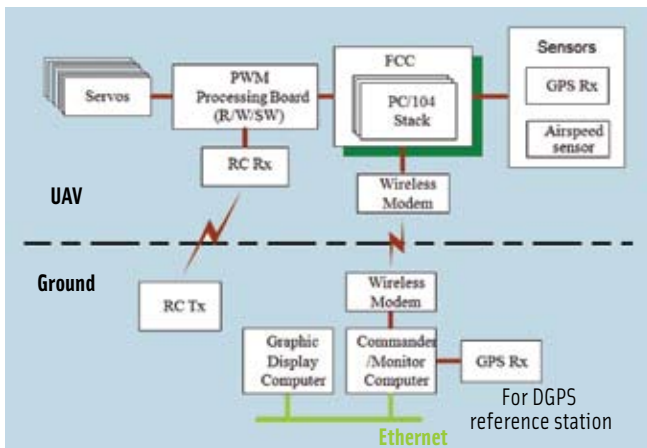 Servos
PWM
Processing Board
(R/W/SW)
FCC
PC/104
Stack
Sensors
GPS Rx
Airspeed
sensor
RC Rx
Wireless
Modem
UAV
Ground
RC Tx
Wireless
Modem
Graphic
Display
Computer
Commander
/Monitor
Computer
GPS Rx
For DGPS
reference station
Ethernet